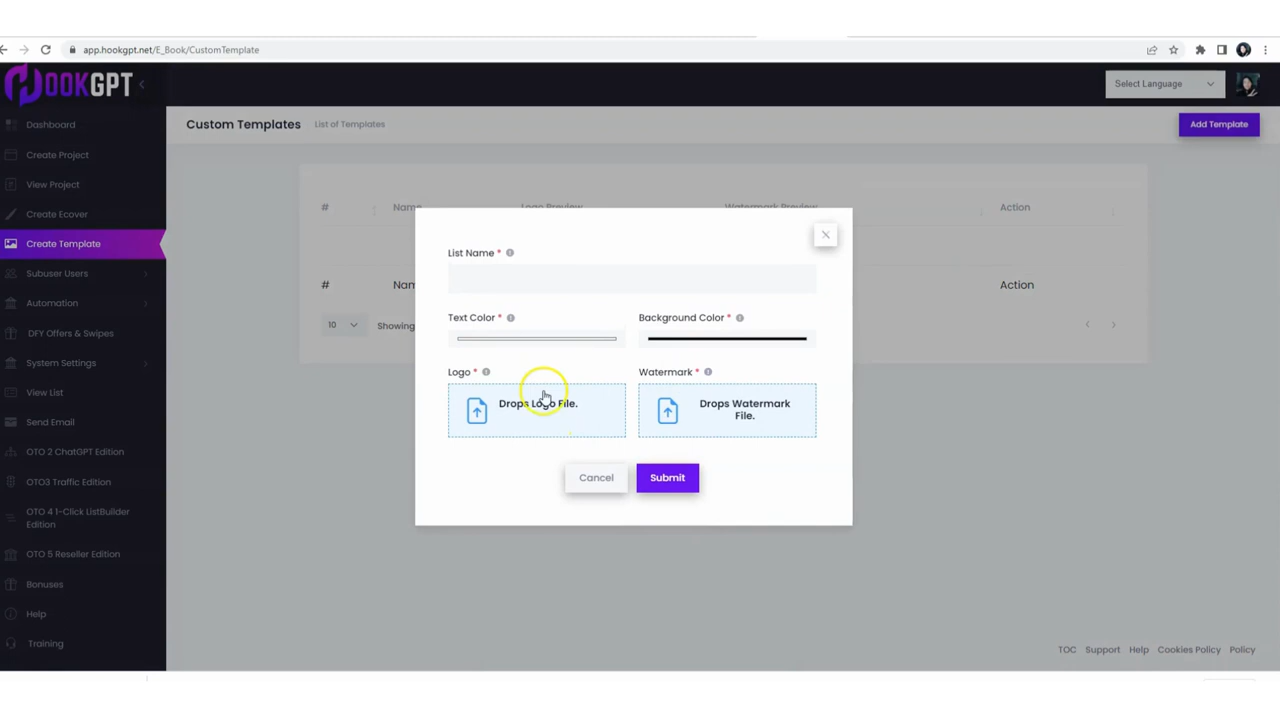 app.hookgpt.net/E_Book/CustomTemplate
HOOKGPT
Select Language
Dashboard
Create Project
View Project
Create Ecover
Create Template
Subuser Users
Automation
DFY Offers & Swipes
System Settings
View List
Send Email
OTO 2 ChatGPT Edition
OTO3 Traffic Edition
OTO 4 1-Click ListBuilder
Edition
OTO 5 Reseller Edition
Bonuses
Help
Training
Custom Templates List of Templates
Add Template
# Name Logo Preview Watermark Preview Action
# Nam Action
10 Showing
List Name *
Text Color * Background Color *
Logo * Watermark *
Drops Logo File.
Drops Watermark
File.
Cancel Submit
TOC Support Help Cookies Policy Policy